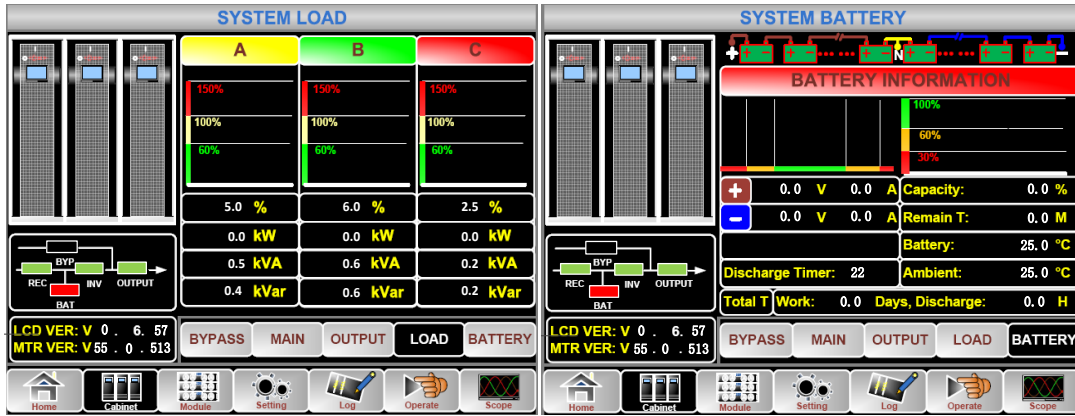 SYSTEM LOAD
A B C
150% 150% 150%
100% 100% 100%
60% 60% 60%
5.0 % 6.0 % 2.5 %
0.0 kW 0.0 kW 0.0 kW
0.5 kVA 0.6 kVA 0.2 kVA
0.4 kVar 0.6 kVar 0.2 kVar
BYP
REC INV OUTPUT
BAT
LCD VER: V 0 . 6. 57
MTR VER: V 55 . 0 . 513
BYPASS MAIN OUTPUT LOAD BATTERY
Home Cabinet Module Setting Log Operate Scope
SYSTEM BATTERY
+ + - + - + - N + - + - + - -
BATTERY INFORMATION
100%
60%
30%
+ 0.0 V 0.0 A Capacity: 0.0 %
- 0.0 V 0.0 A Remain T: 0.0 M
Battery: 25.0 °C
Discharge Timer: 22 Ambient: 25.0 °C
Total T Work: 0.0 Days, Discharge: 0.0 H
BYP
REC INV OUTPUT
BAT
LCD VER: V 0 . 6. 57
MTR VER: V 55 . 0 . 513
BYPASS MAIN OUTPUT LOAD BATTERY
Home Cabinet Module Setting Log Operate Scope